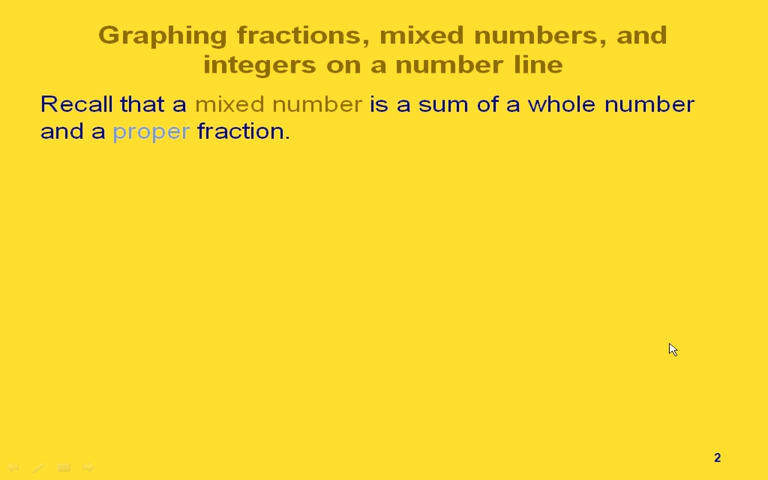 Graphing fractions, mixed numbers, and
integers on a number line
Recall that a mixed number is a sum of a whole number
and a proper fraction.
2